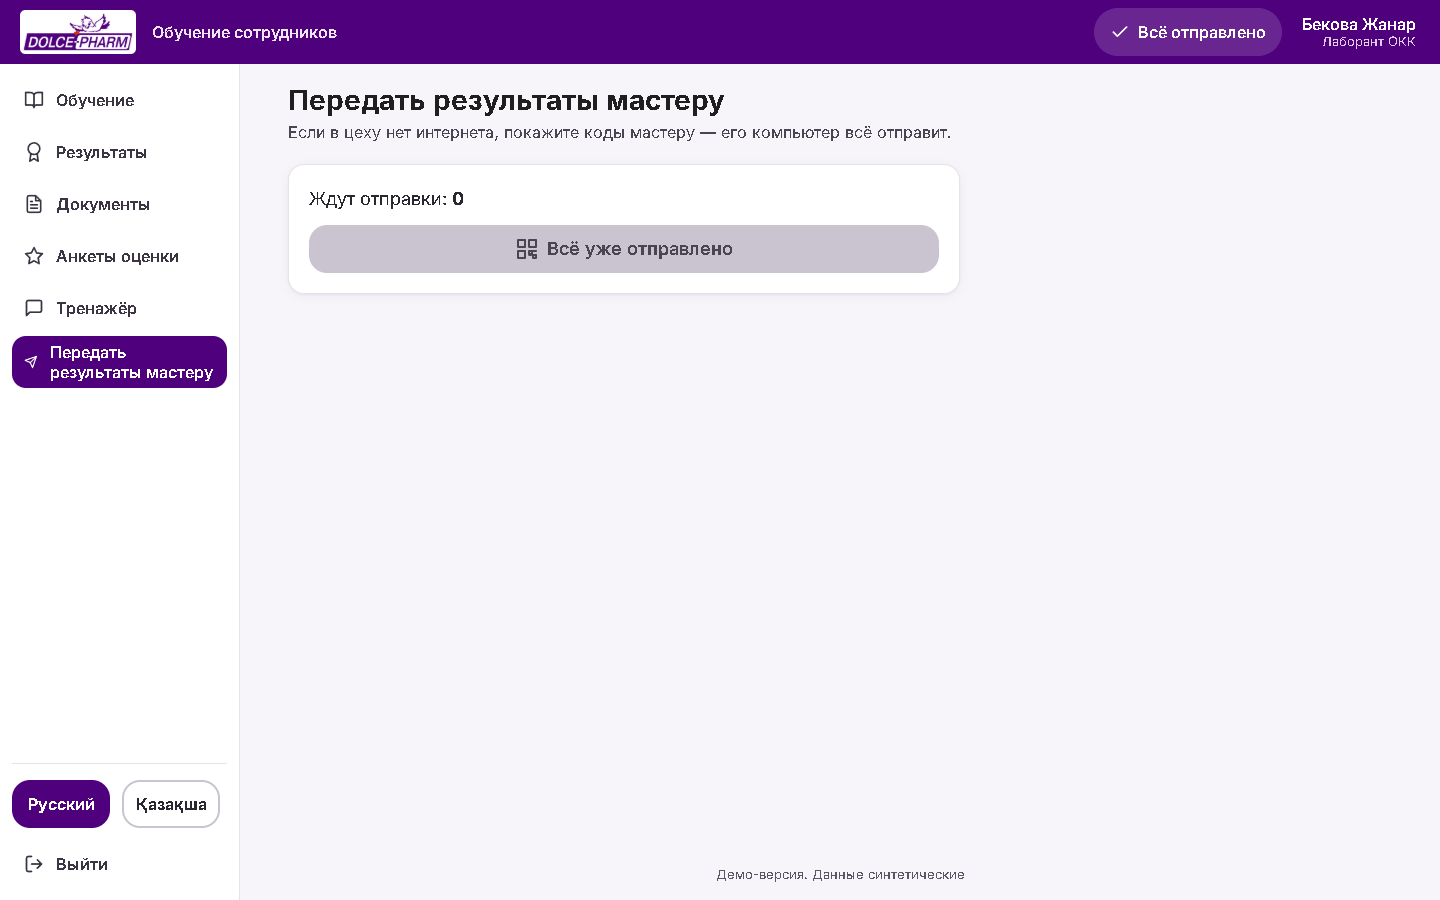 DOLCE-PHARM
Обучение сотрудников
Всё отправлено
Бекова Жанар
Лаборант ОКК
Обучение
Результаты
Документы
Анкеты оценки
Тренажёр
Передать
результаты мастеру
Русский
Қазақша
Выйти
Передать результаты мастеру
Если в цеху нет интернета, покажите коды мастеру — его компьютер всё отправит.
Ждут отправки: 0
Всё уже отправлено
Демо-версия. Данные синтетические